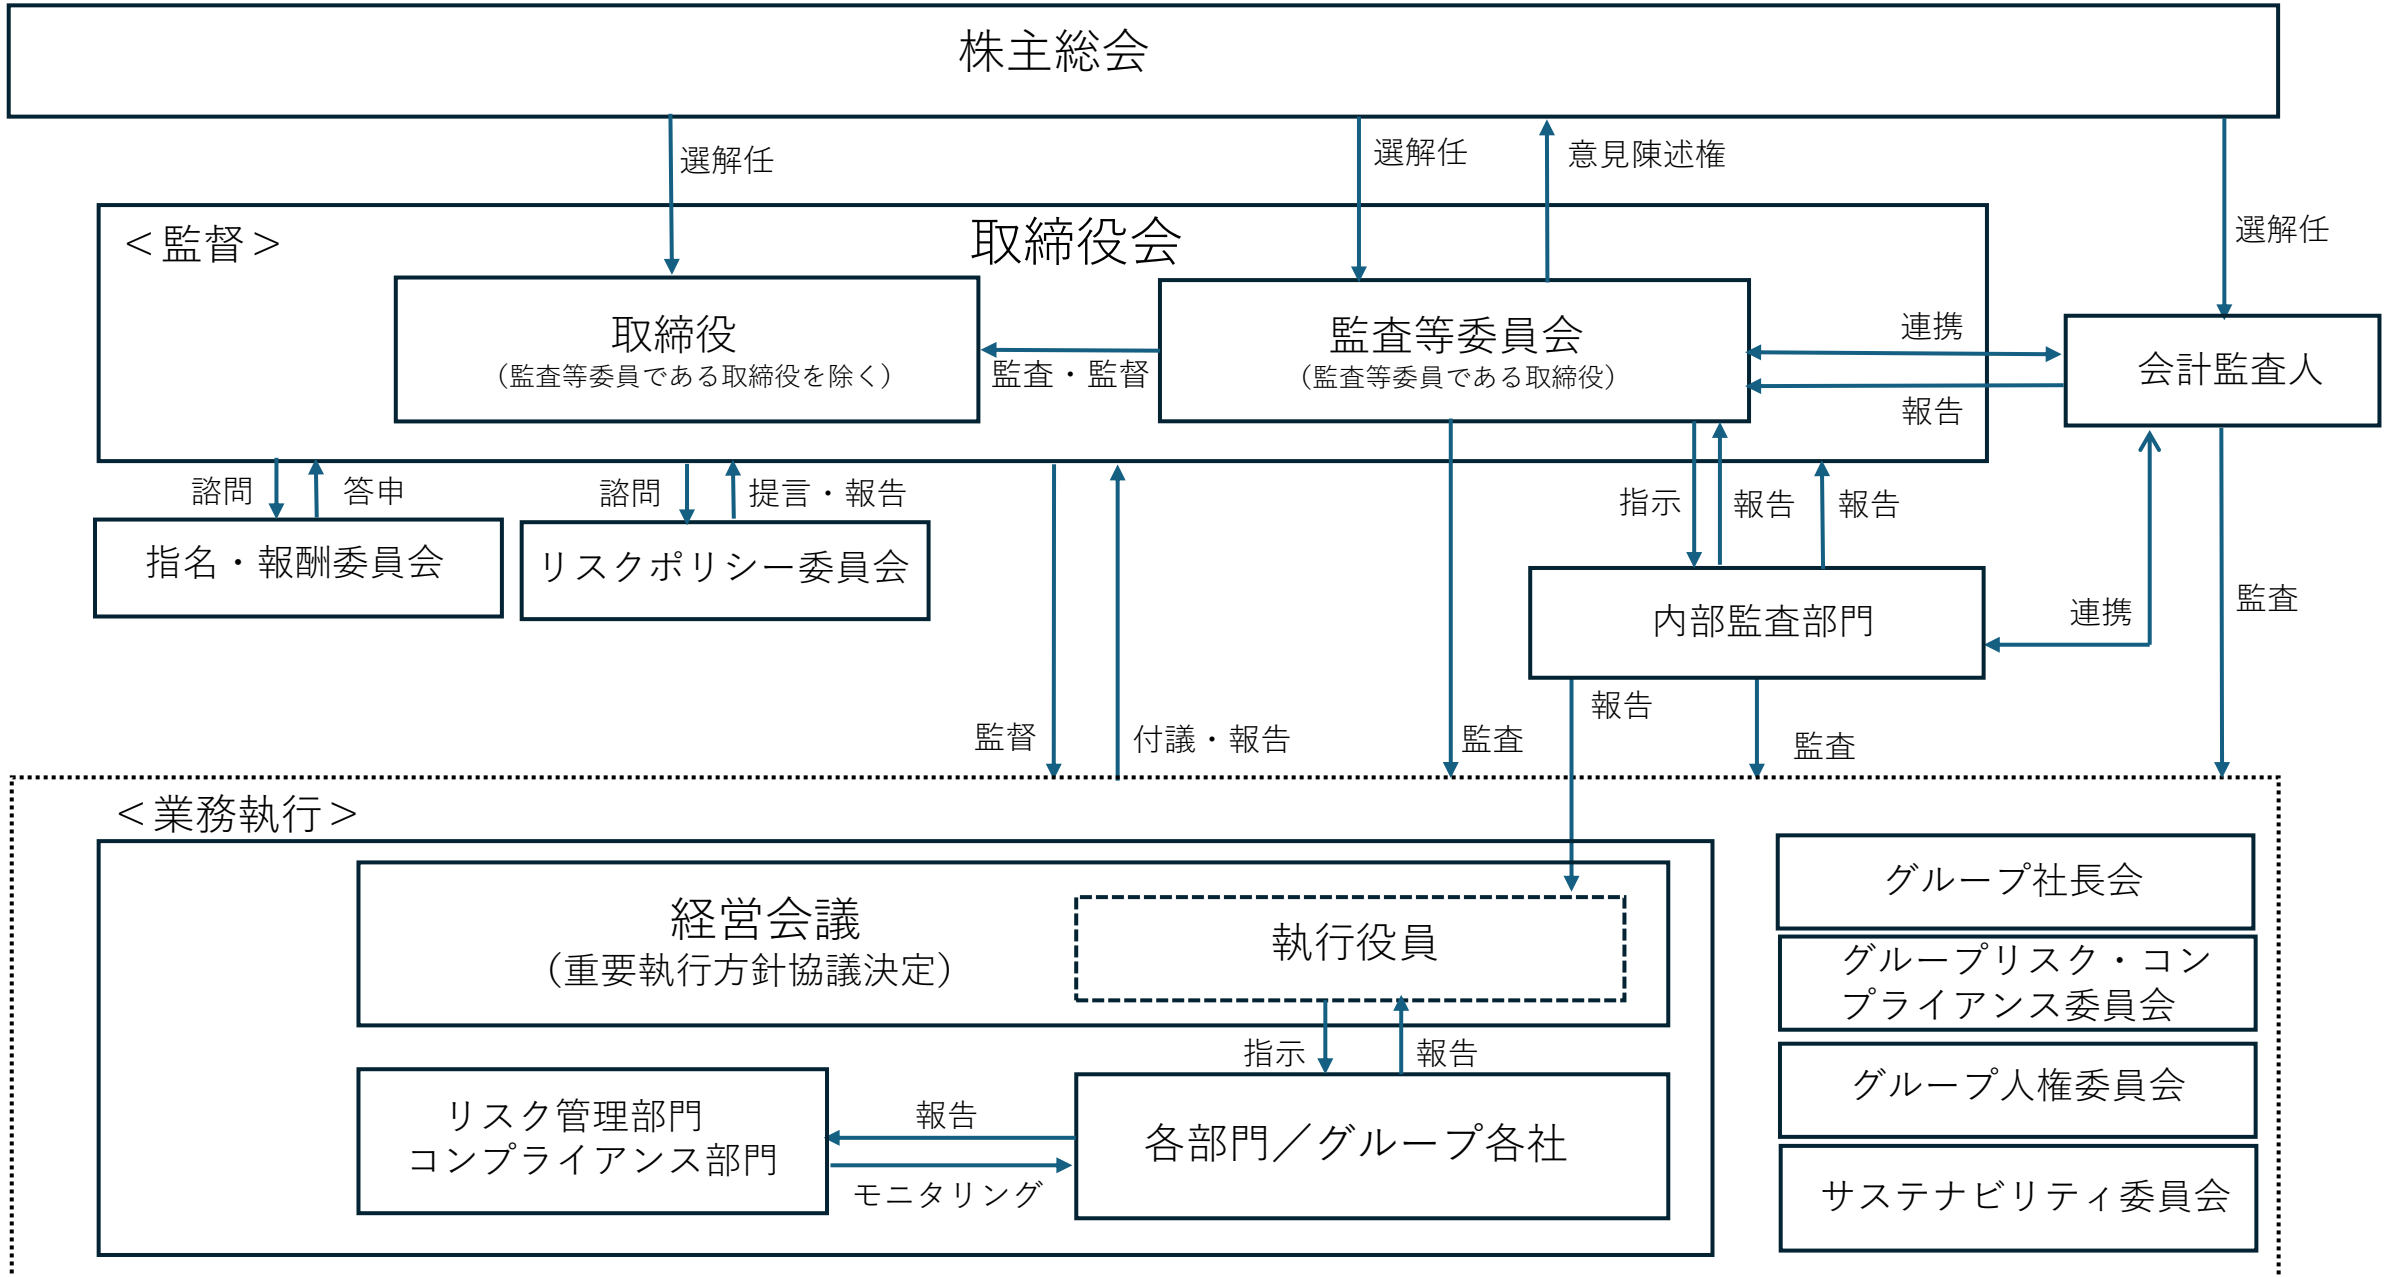 株主総会
選解任
選解任
意見陳述権
選解任
＜監督＞
取締役会
取締役
（監査等委員である取締役を除く）
監査・監督
監査等委員会
（監査等委員である取締役）
連携
報告
会計監査人
諮問
答申
諮問
提言・報告
指示
報告
報告
指名・報酬委員会
リスクポリシー委員会
内部監査部門
連携
監査
報告
監督
付議・報告
監査
監査
＜業務執行＞
経営会議
（重要執行方針協議決定）
執行役員
指示
報告
リスク管理部門
コンプライアンス部門
報告
モニタリング
各部門／グループ各社
グループ社長会
グループリスク・コン
プライアンス委員会
グループ人権委員会
サステナビリティ委員会